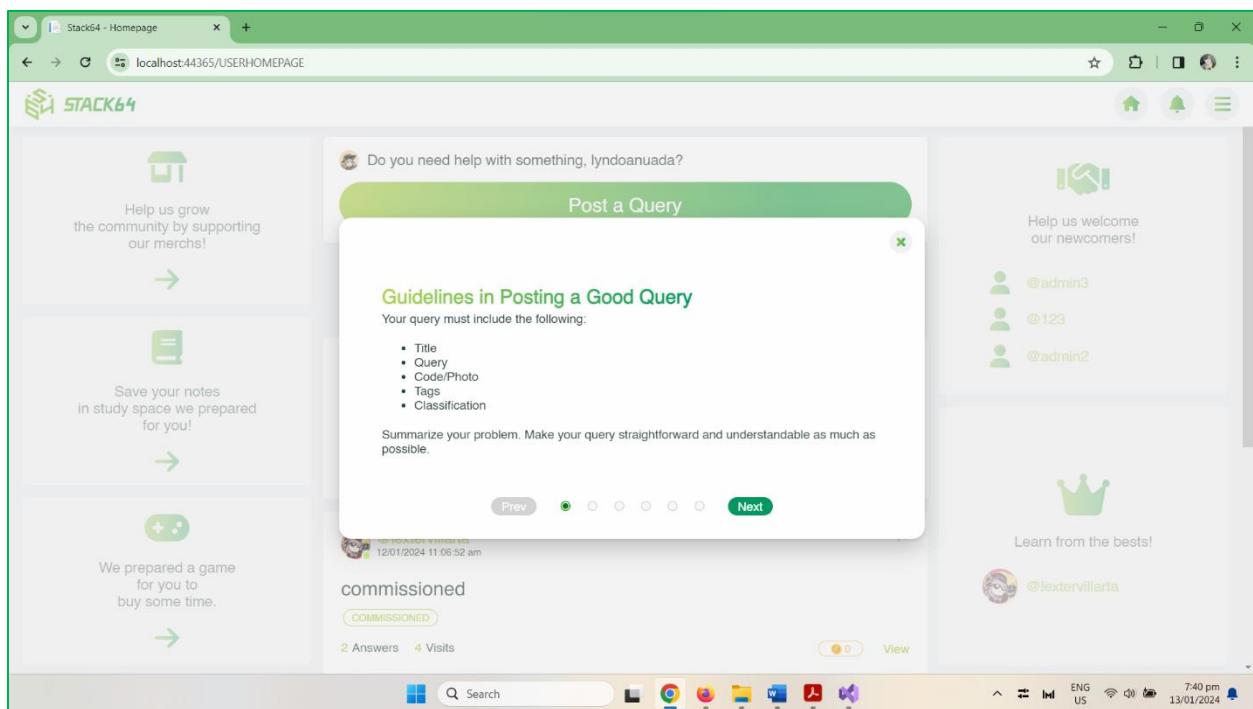 Stack64 - Homepage
localhost:44365/USERHOMEPAGE
STACK64
Help us grow
the community by supporting
our merchs!
Save your notes
in study space we prepared
for you!
We prepared a game
for you to
buy some time.
Do you need help with something, lyndoanuada?
Post a Query
Guidelines in Posting a Good Query
Your query must include the following:
Title
Query
Code/Photo
Tags
Classification
Summarize your problem. Make your query straightforward and understandable as much as
possible.
Prev
Next
12/01/2024 11:06:52 am
commissioned
COMMISSIONED
2 Answers 4 Visits
0
View
Help us welcome
our newcomers!
@admin3
@123
@admin2
Learn from the bests!
@lextervillarta
Search
ENG
US
7:40 pm
13/01/2024